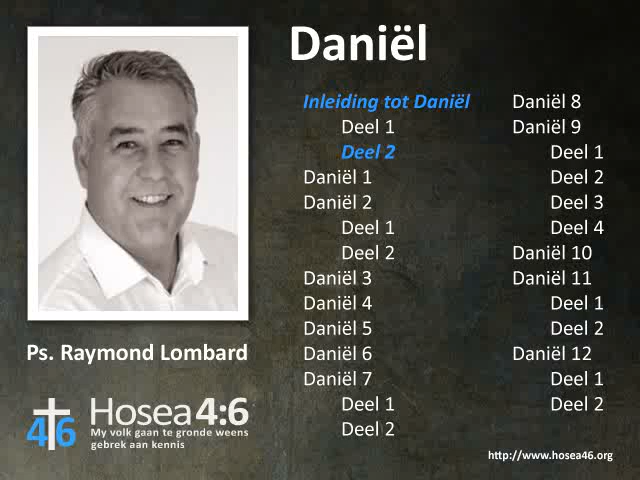 Daniël
Inleiding tot Daniël
Deel 1
Deel 2
Daniël 1
Daniël 2
Deel 1
Deel 2
Daniël 3
Daniël 4
Daniël 5
Daniël 6
Daniël 7
Deel 1
Deel 2
Daniël 8
Daniël 9
Deel 1
Deel 2
Deel 3
Deel 4
Daniël 10
Daniël 11
Deel 1
Deel 2
Daniël 12
Deel 1
Deel 2
Ps. Raymond Lombard
46
Hosea 4:6
My volk gaan te gronde weens
gebrek aan kennis
http://www.hosea46.org